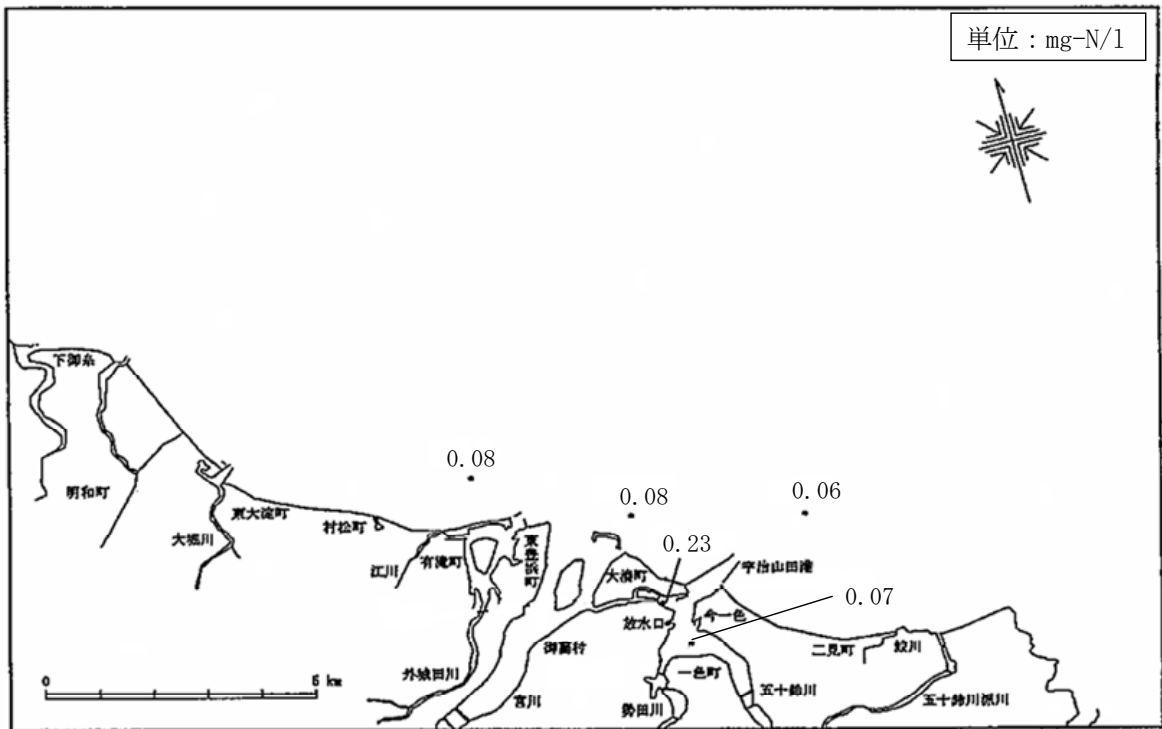 単位：mg-N/l
下御糸
明和町
大堀川
東大淀町
村松町
江川
有滝町
東豊浜町
外城田川
宮川
御薗村
大湊町
放水口
今一色
宇治山田港
一色町
勢田川
五十鈴川
二見町
鮫川
五十鈴川派川
0.08
0.08
0.06
0.23
0.07
0
6 km